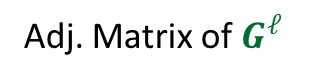 Adj. Matrix of G^ℓ